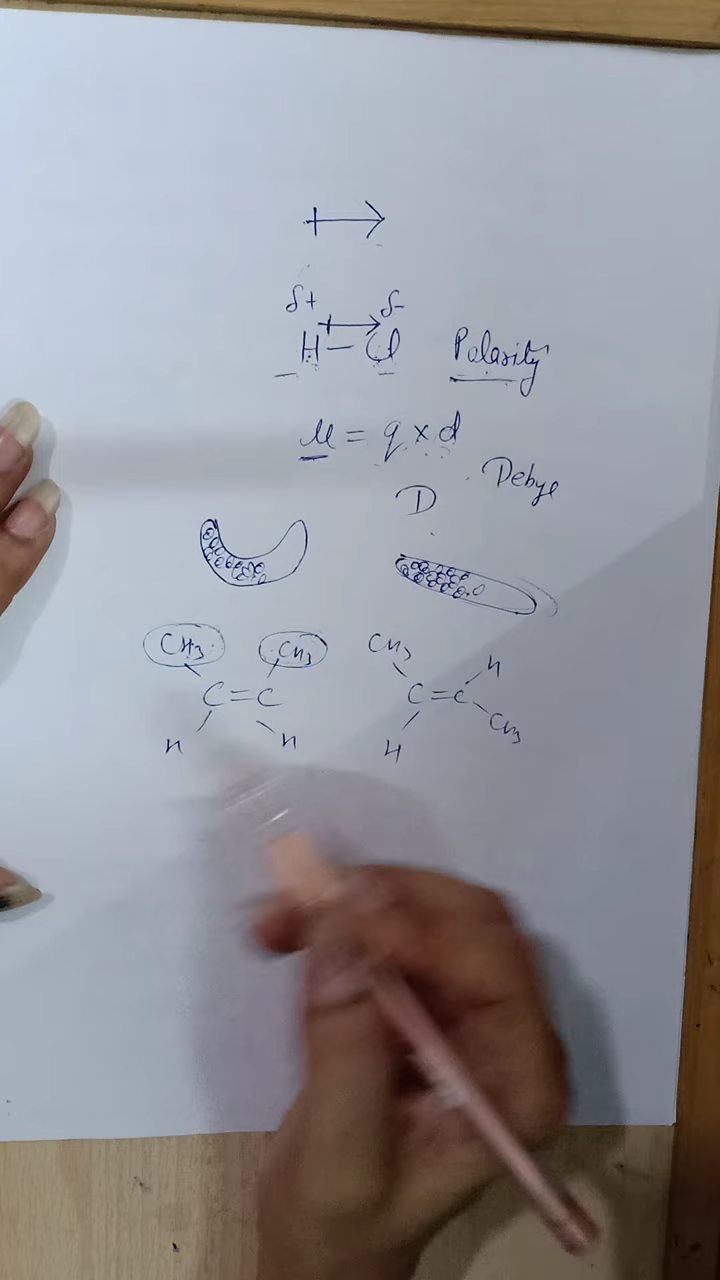 δ+ δ-
H - Cl Polarity
μ = q × d
D Debye
CH3 CH3 CH3 H
C = C C = C
H H H CH3